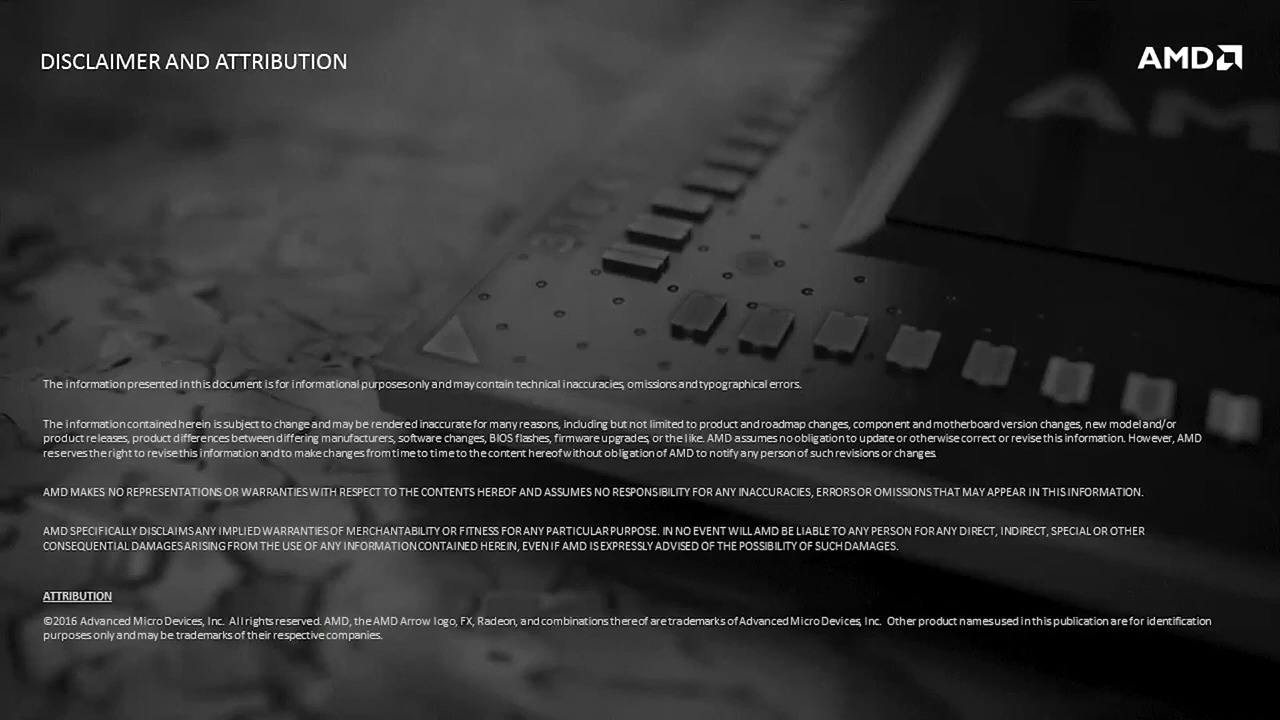 DISCLAIMER AND ATTRIBUTION
AMD
AM
The information presented in this document is for informational purposes only and may contain technical inaccuracies, omissions and typographical errors.
The information contained herein is subject to change and may be rendered inaccurate for many reasons, including but not limited to product and roadmap changes, component and motherboard version changes, new model and/or
product releases, product differences between differing manufacturers, software changes, BIOS flashes, firmware upgrades, or the like. AMD assumes no obligation to update or otherwise correct or revise this information. However, AMD
reserves the right to revise this information and to make changes from time to time to the content hereof without obligation of AMD to notify any person of such revisions or changes.
AMD MAKES NO REPRESENTATIONS OR WARRANTIES WITH RESPECT TO THE CONTENTS HEREOF AND ASSUMES NO RESPONSIBILITY FOR ANY INACCURACIES, ERRORS OR OMISSIONS THAT MAY APPEAR IN THIS INFORMATION.
AMD SPECIFICALLY DISCLAIMS ANY IMPLIED WARRANTIES OF MERCHANTABILITY OR FITNESS FOR ANY PARTICULAR PURPOSE. IN NO EVENT WILL AMD BE LIABLE TO ANY PERSON FOR ANY DIRECT, INDIRECT, SPECIAL OR OTHER
CONSEQUENTIAL DAMAGES ARISING FROM THE USE OF ANY INFORMATION CONTAINED HEREIN, EVEN IF AMD IS EXPRESSLY ADVISED OF THE POSSIBILITY OF SUCH DAMAGES.
ATTRIBUTION
©2016 Advanced Micro Devices, Inc. All rights reserved. AMD, the AMD Arrow logo, FX, Radeon, and combinations thereof are trademarks of Advanced Micro Devices, Inc. Other product names used in this publication are for identification
purposes only and may be trademarks of their respective companies.